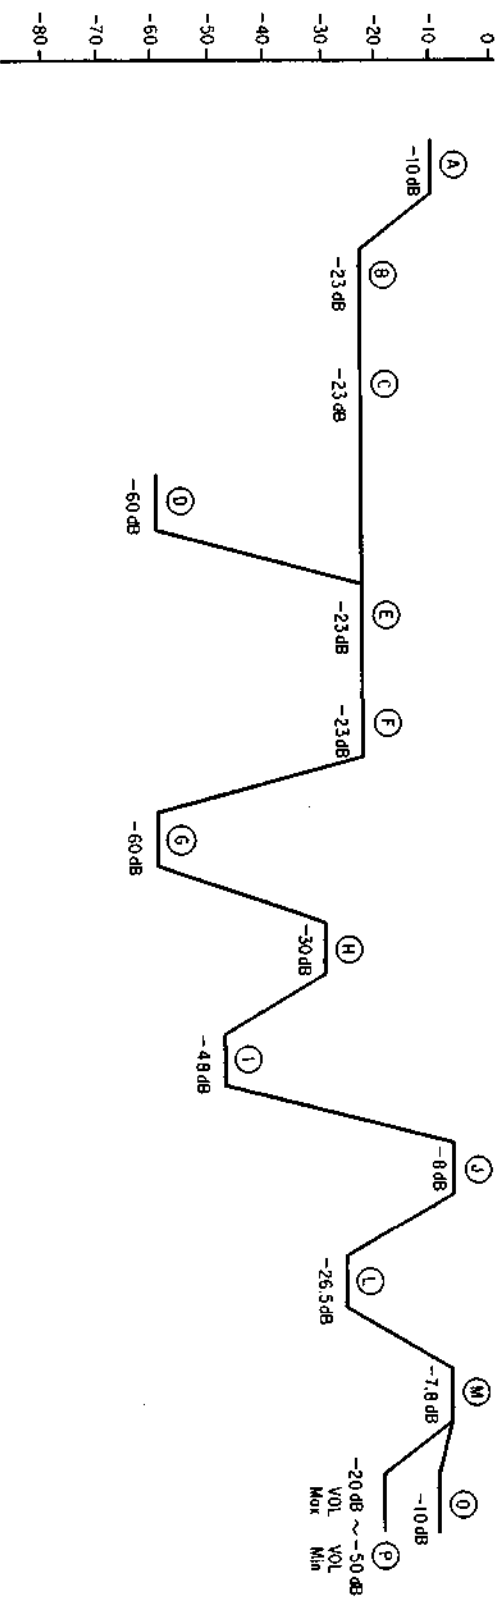 0
-10
-20
-30
-40
-50
-60
-70
-80
A
-10dB
B
-23dB
C
-23dB
D
-60dB
E
-23dB
F
-23dB
G
-60dB
H
-30dB
I
-48dB
J
-8dB
L
-26.5dB
M
-7.8dB
O
-10dB
P
-20dB ~ -50dB
VOL VOL
Max Min